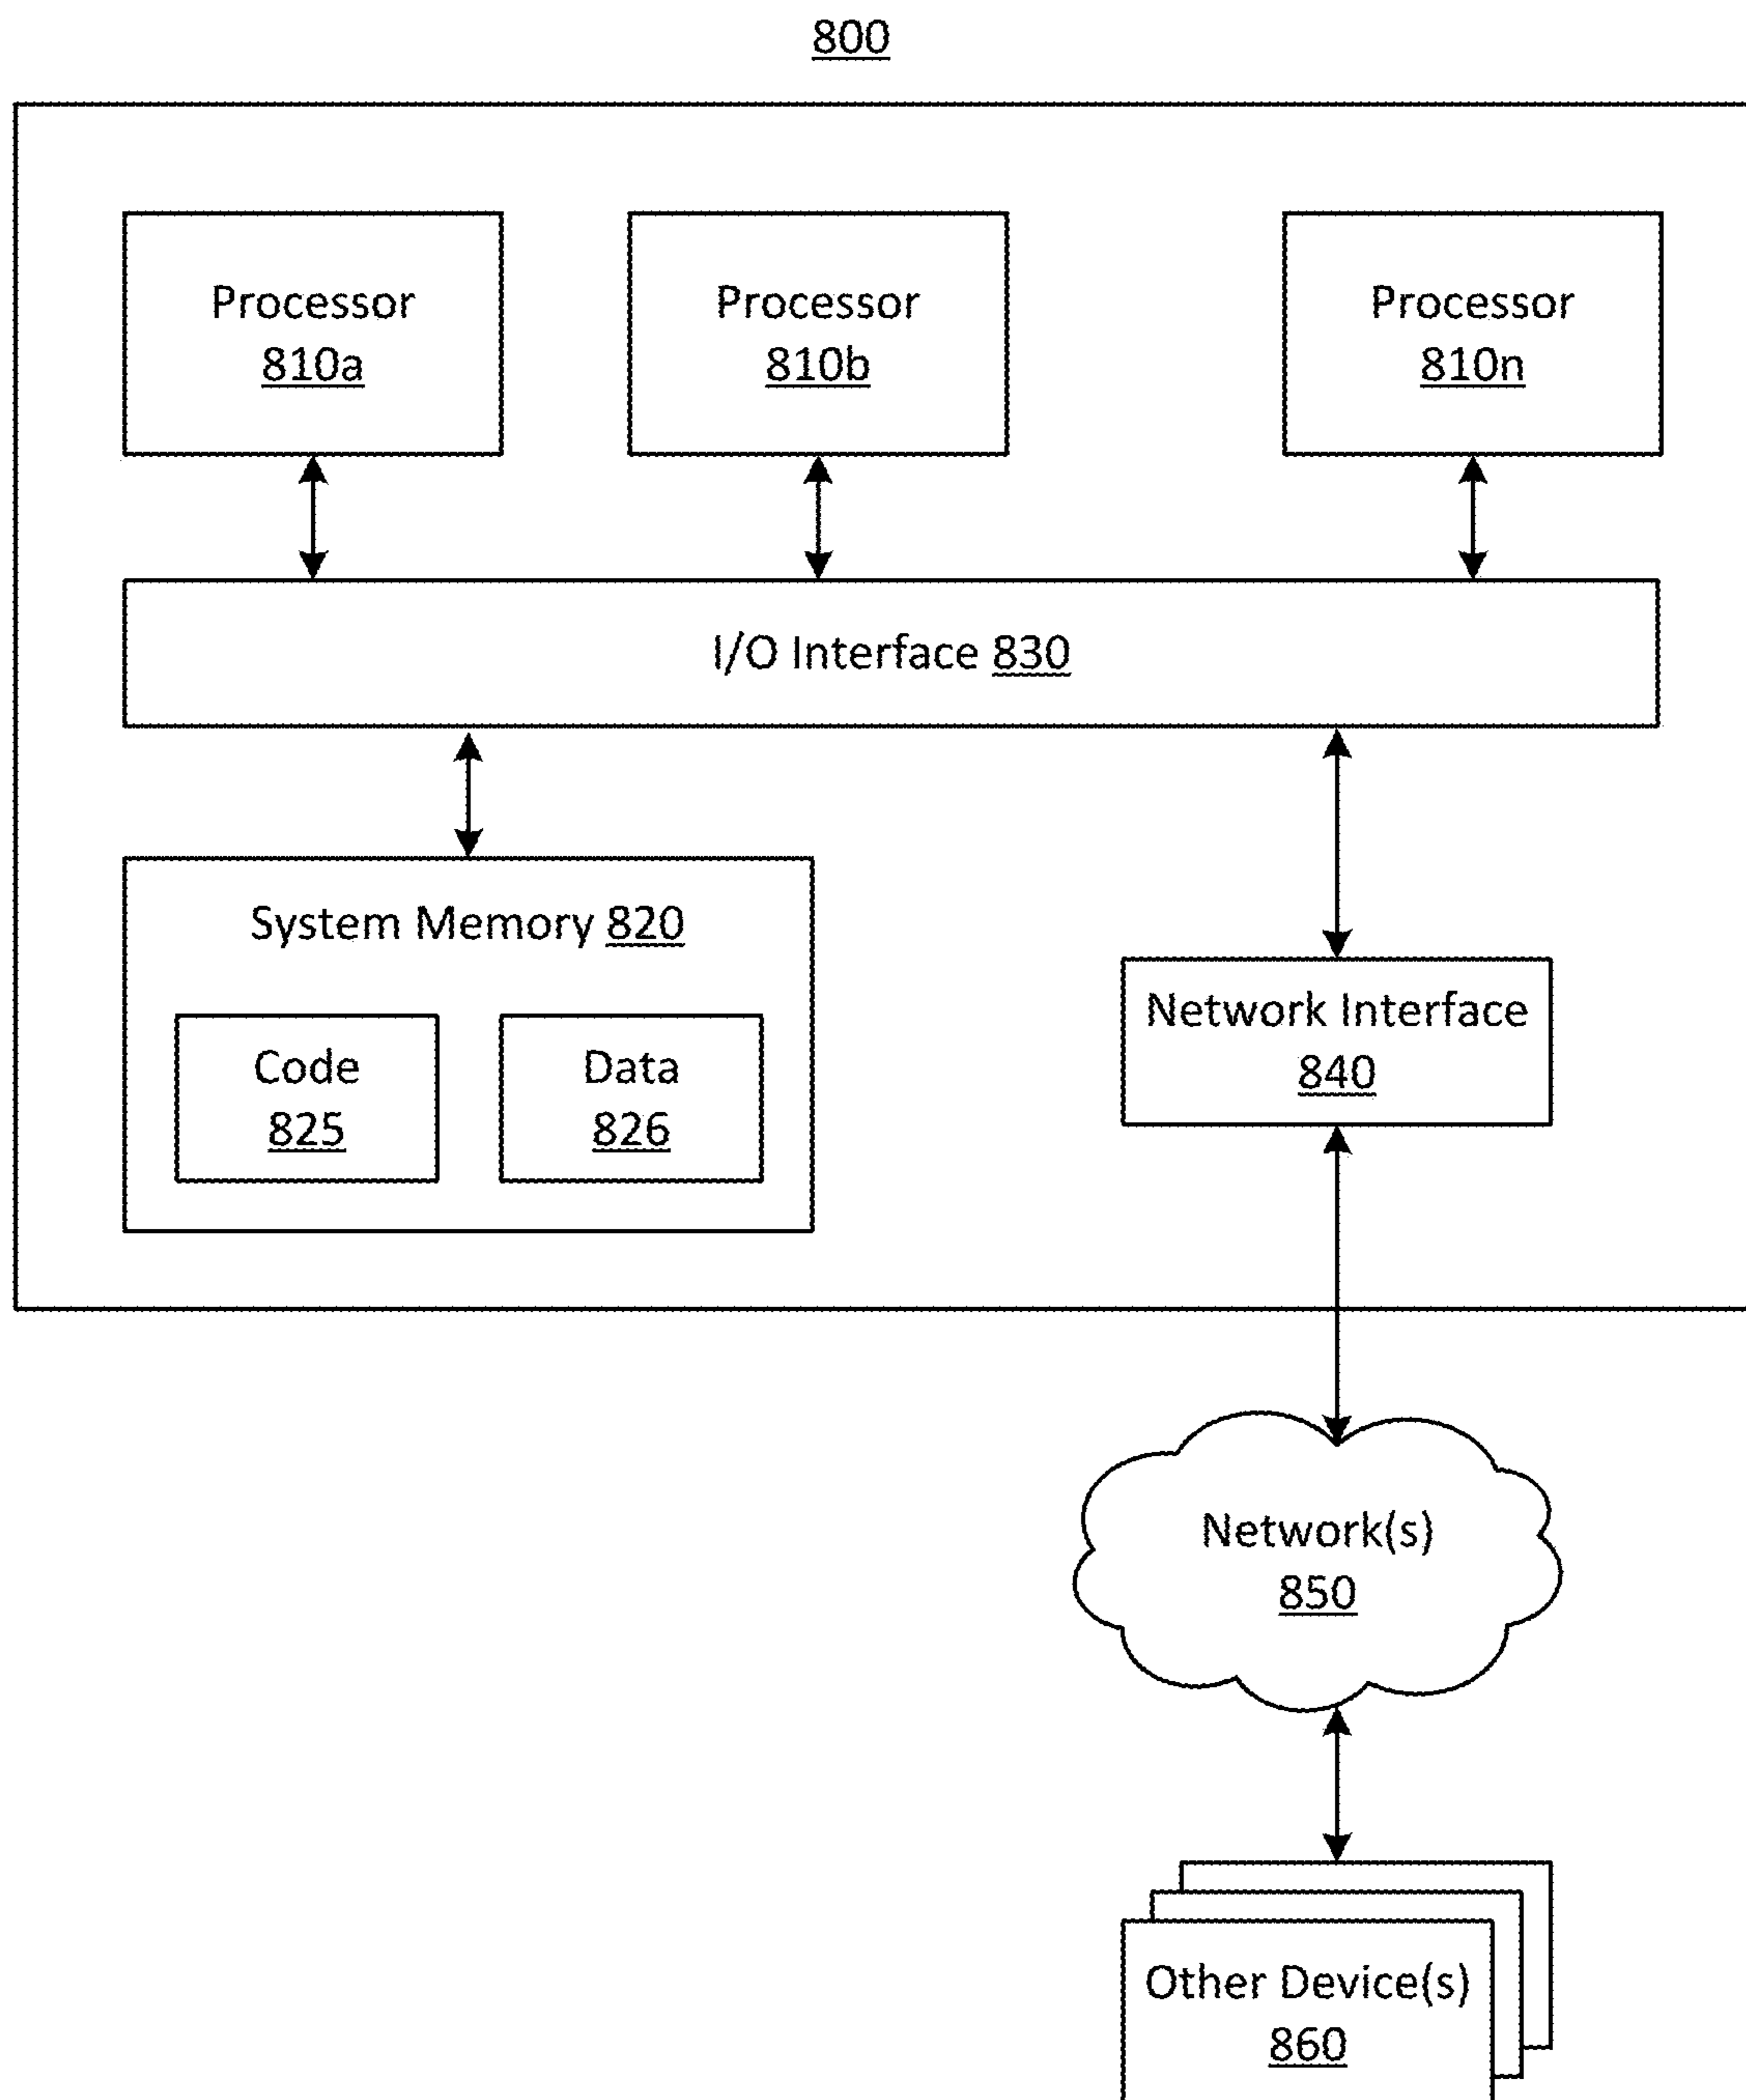 800
Processor
810a
Processor
810b
Processor
810n
I/O Interface 830
System Memory 820
Code
825
Data
826
Network Interface
840
Network(s)
850
Other Device(s)
860